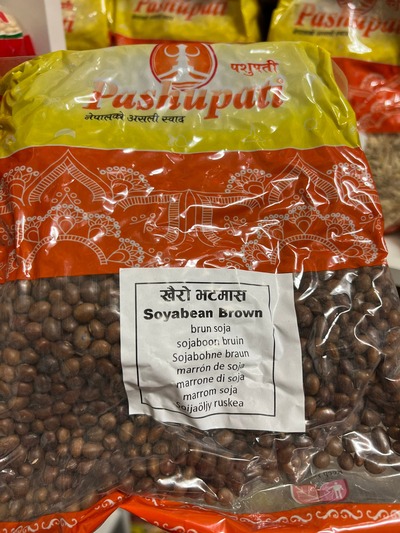 Pashupati
पशुपती
Pashupati
नेपालको असली स्वाद
खैरो भटमास
Soyabean Brown
brun soja
sojaboon bruin
Sojabohne braun
marrón de soja
marrone di soja
marrom soja
Soijaöljy ruskea